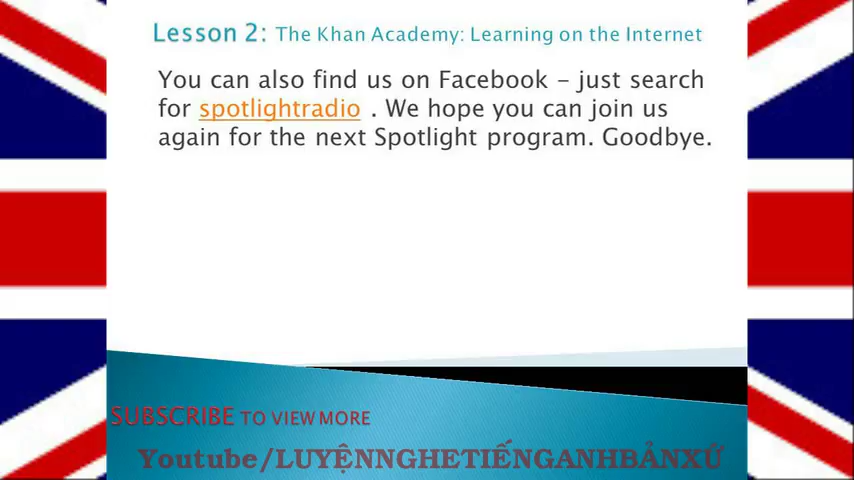 Lesson 2: The Khan Academy: Learning on the Internet
You can also find us on Facebook – just search
for spotlightradio . We hope you can join us
again for the next Spotlight program. Goodbye.
SUBSCRIBE TO VIEW MORE
Youtube/LUYỆNNGHETIẾNGANHBẢNXỨ